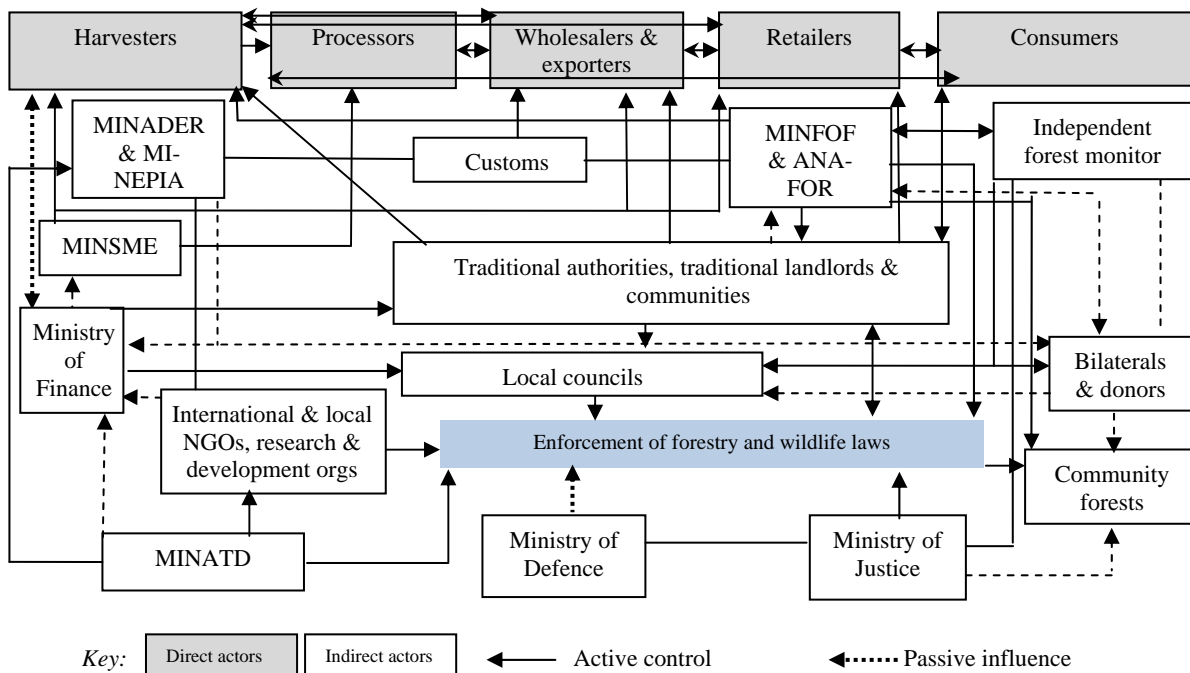 Harvesters
Processors
Wholesalers &
exporters
Retailers
Consumers
MINADER
& MI-
NEPIA
Customs
MINFOF
& ANA-
FOR
Independent
forest monitor
MINSME
Traditional authorities, traditional landlords &
communities
Ministry
of
Finance
Local councils
Bilaterals
& donors
International & local
NGOs, research &
development orgs
Enforcement of forestry and wildlife laws
Community
forests
MINATD
Ministry of
Defence
Ministry of
Justice
Key:
Direct actors
Indirect actors
Active control
Passive influence